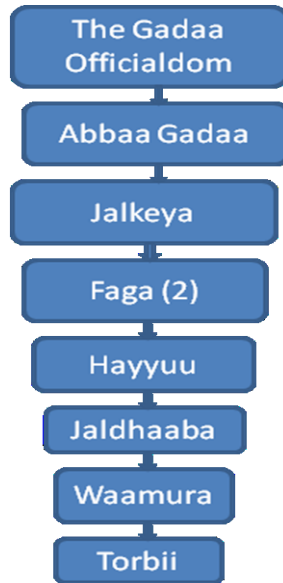 The Gadaa
Officialdom
Abbaa Gadaa
Jalkeya
Faga (2)
Hayyuu
Jaldhaaba
Waamura
Torbii